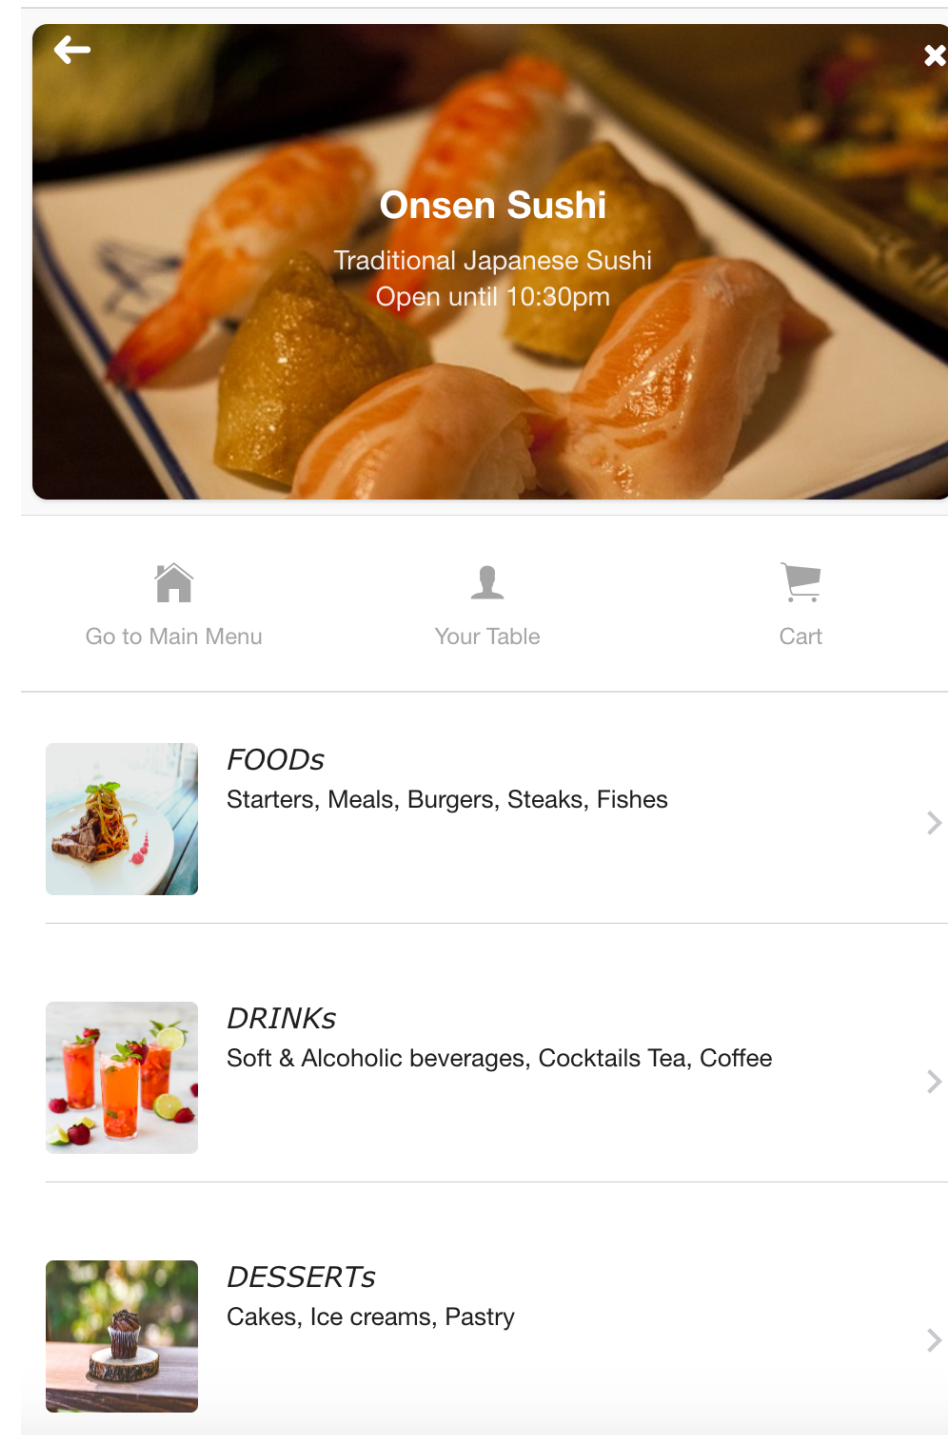 Onsen Sushi
Traditional Japanese Sushi
Open until 10:30pm
Go to Main Menu
Your Table
Cart
FOODs
Starters, Meals, Burgers, Steaks, Fishes
DRINKs
Soft & Alcoholic beverages, Cocktails Tea, Coffee
DESSERTs
Cakes, Ice creams, Pastry